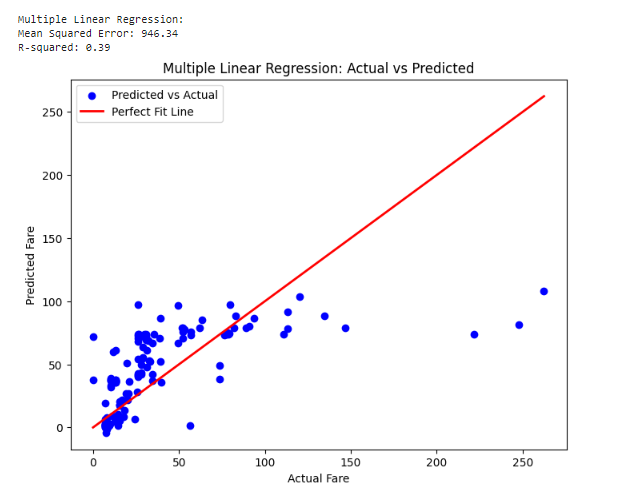 Multiple Linear Regression:
Mean Squared Error: 946.34
R-squared: 0.39
Multiple Linear Regression: Actual vs Predicted
Predicted vs Actual
Perfect Fit Line
250
200
150
100
50
0
Predicted Fare
0 50 100 150 200 250
Actual Fare